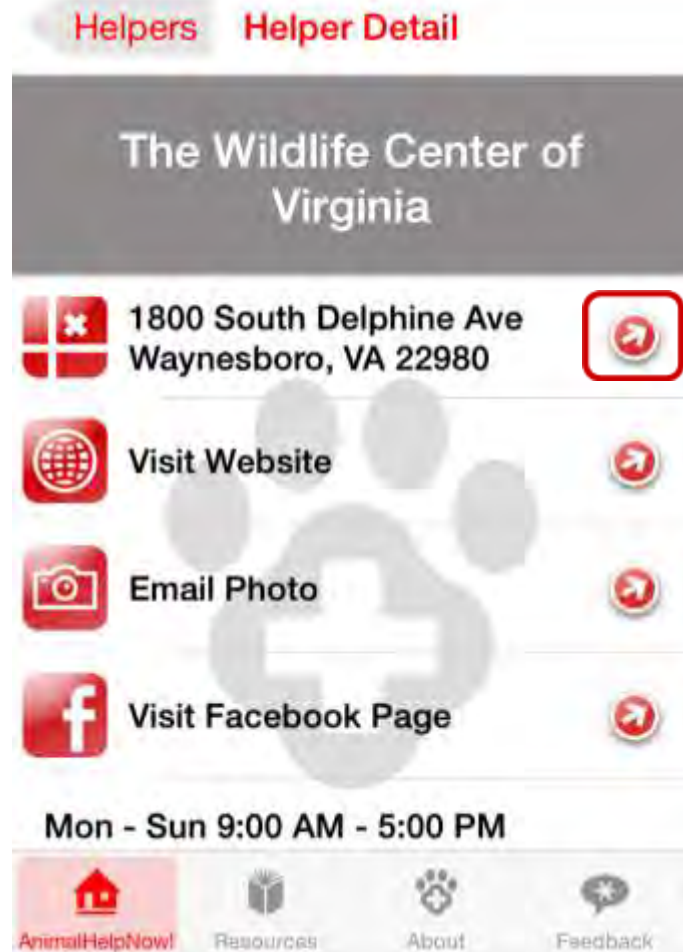 Helpers Helper Detail
The Wildlife Center of
Virginia
1800 South Delphine Ave
Waynesboro, VA 22980
Visit Website
Email Photo
Visit Facebook Page
Mon - Sun 9:00 AM - 5:00 PM
AnimalHelpNow! Resources About Feedback